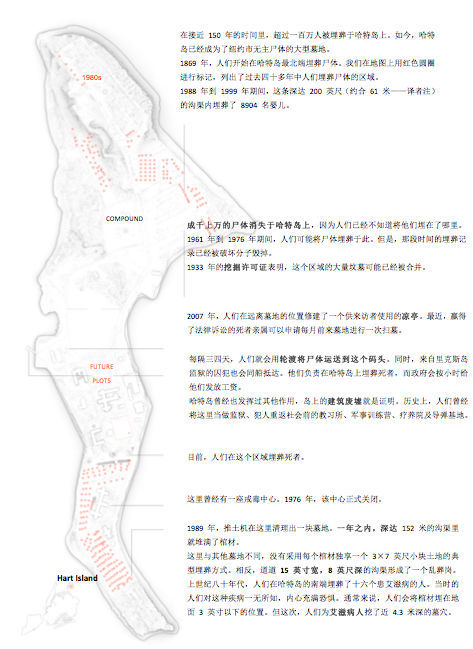 在接近 150 年的时间里，超过一百万人被埋葬于哈特岛上。如今，哈特
岛已经成为了纽约市无主尸体的大型墓地。
1869 年，人们开始在哈特岛最北端埋葬尸体。我们在地图上用红色圆圈
进行标记，列出了过去四十多年中人们埋葬尸体的区域。
1988 年到 1999 年期间，这条深达 200 英尺（约合 61 米——译者注）
的沟渠内埋葬了 8904 名婴儿。
1980s
COMPOUND
成千上万的尸体消失于哈特岛上，因为人们已经不知道将他们埋在了哪里。
1961 年到 1976 年期间，人们可能将尸体埋葬于此。但是，那段时间的埋葬记
录已经被破坏分子毁掉。
1933 年的挖掘许可证表明，这个区域的大量坟墓可能已经被合并。
2007 年，人们在远离墓地的位置修建了一个供来访者使用的凉亭。最近，赢得
了法律诉讼的死者亲属可以申请每月前来墓地进行一次扫墓。
每隔三四天，人们就会用轮渡将尸体运送到这个码头。同时，来自里克斯岛
监狱的囚犯也会同船抵达。他们负责在哈特岛上埋葬死者，而政府会按小时给
他们发放工资。
哈特岛曾经也发挥过其他作用，岛上的建筑废墟就是证明。历史上，人们曾经
将这里当做监狱、犯人重返社会前的教习所、军事训练营、疗养院及导弹基地。
FUTURE
PLOTS
目前，人们在这个区域埋葬死者。
这里曾经有一座戒毒中心。1976 年，该中心正式关闭。
1989 年，推土机在这里清理出一块墓地。一年之内，深达 152 米的沟渠里
就堆满了棺材。
这里与其他墓地不同，没有采用每个棺材独享一个 3×7 英尺小块土地的典
型埋葬方式。相反，道道 15 英寸宽，8 英尺深的沟渠形成了一个乱葬岗。
上世纪八十年代，人们在哈特岛的南端埋葬了十六个患艾滋病的人。当时的
人们对这种疾病一无所知，内心充满恐惧。通常来说，人们会将棺材埋在地
面 3 英寸以下的位置。但这次，人们为艾滋病人挖了近 4.3 米深的墓穴。
Hart Island